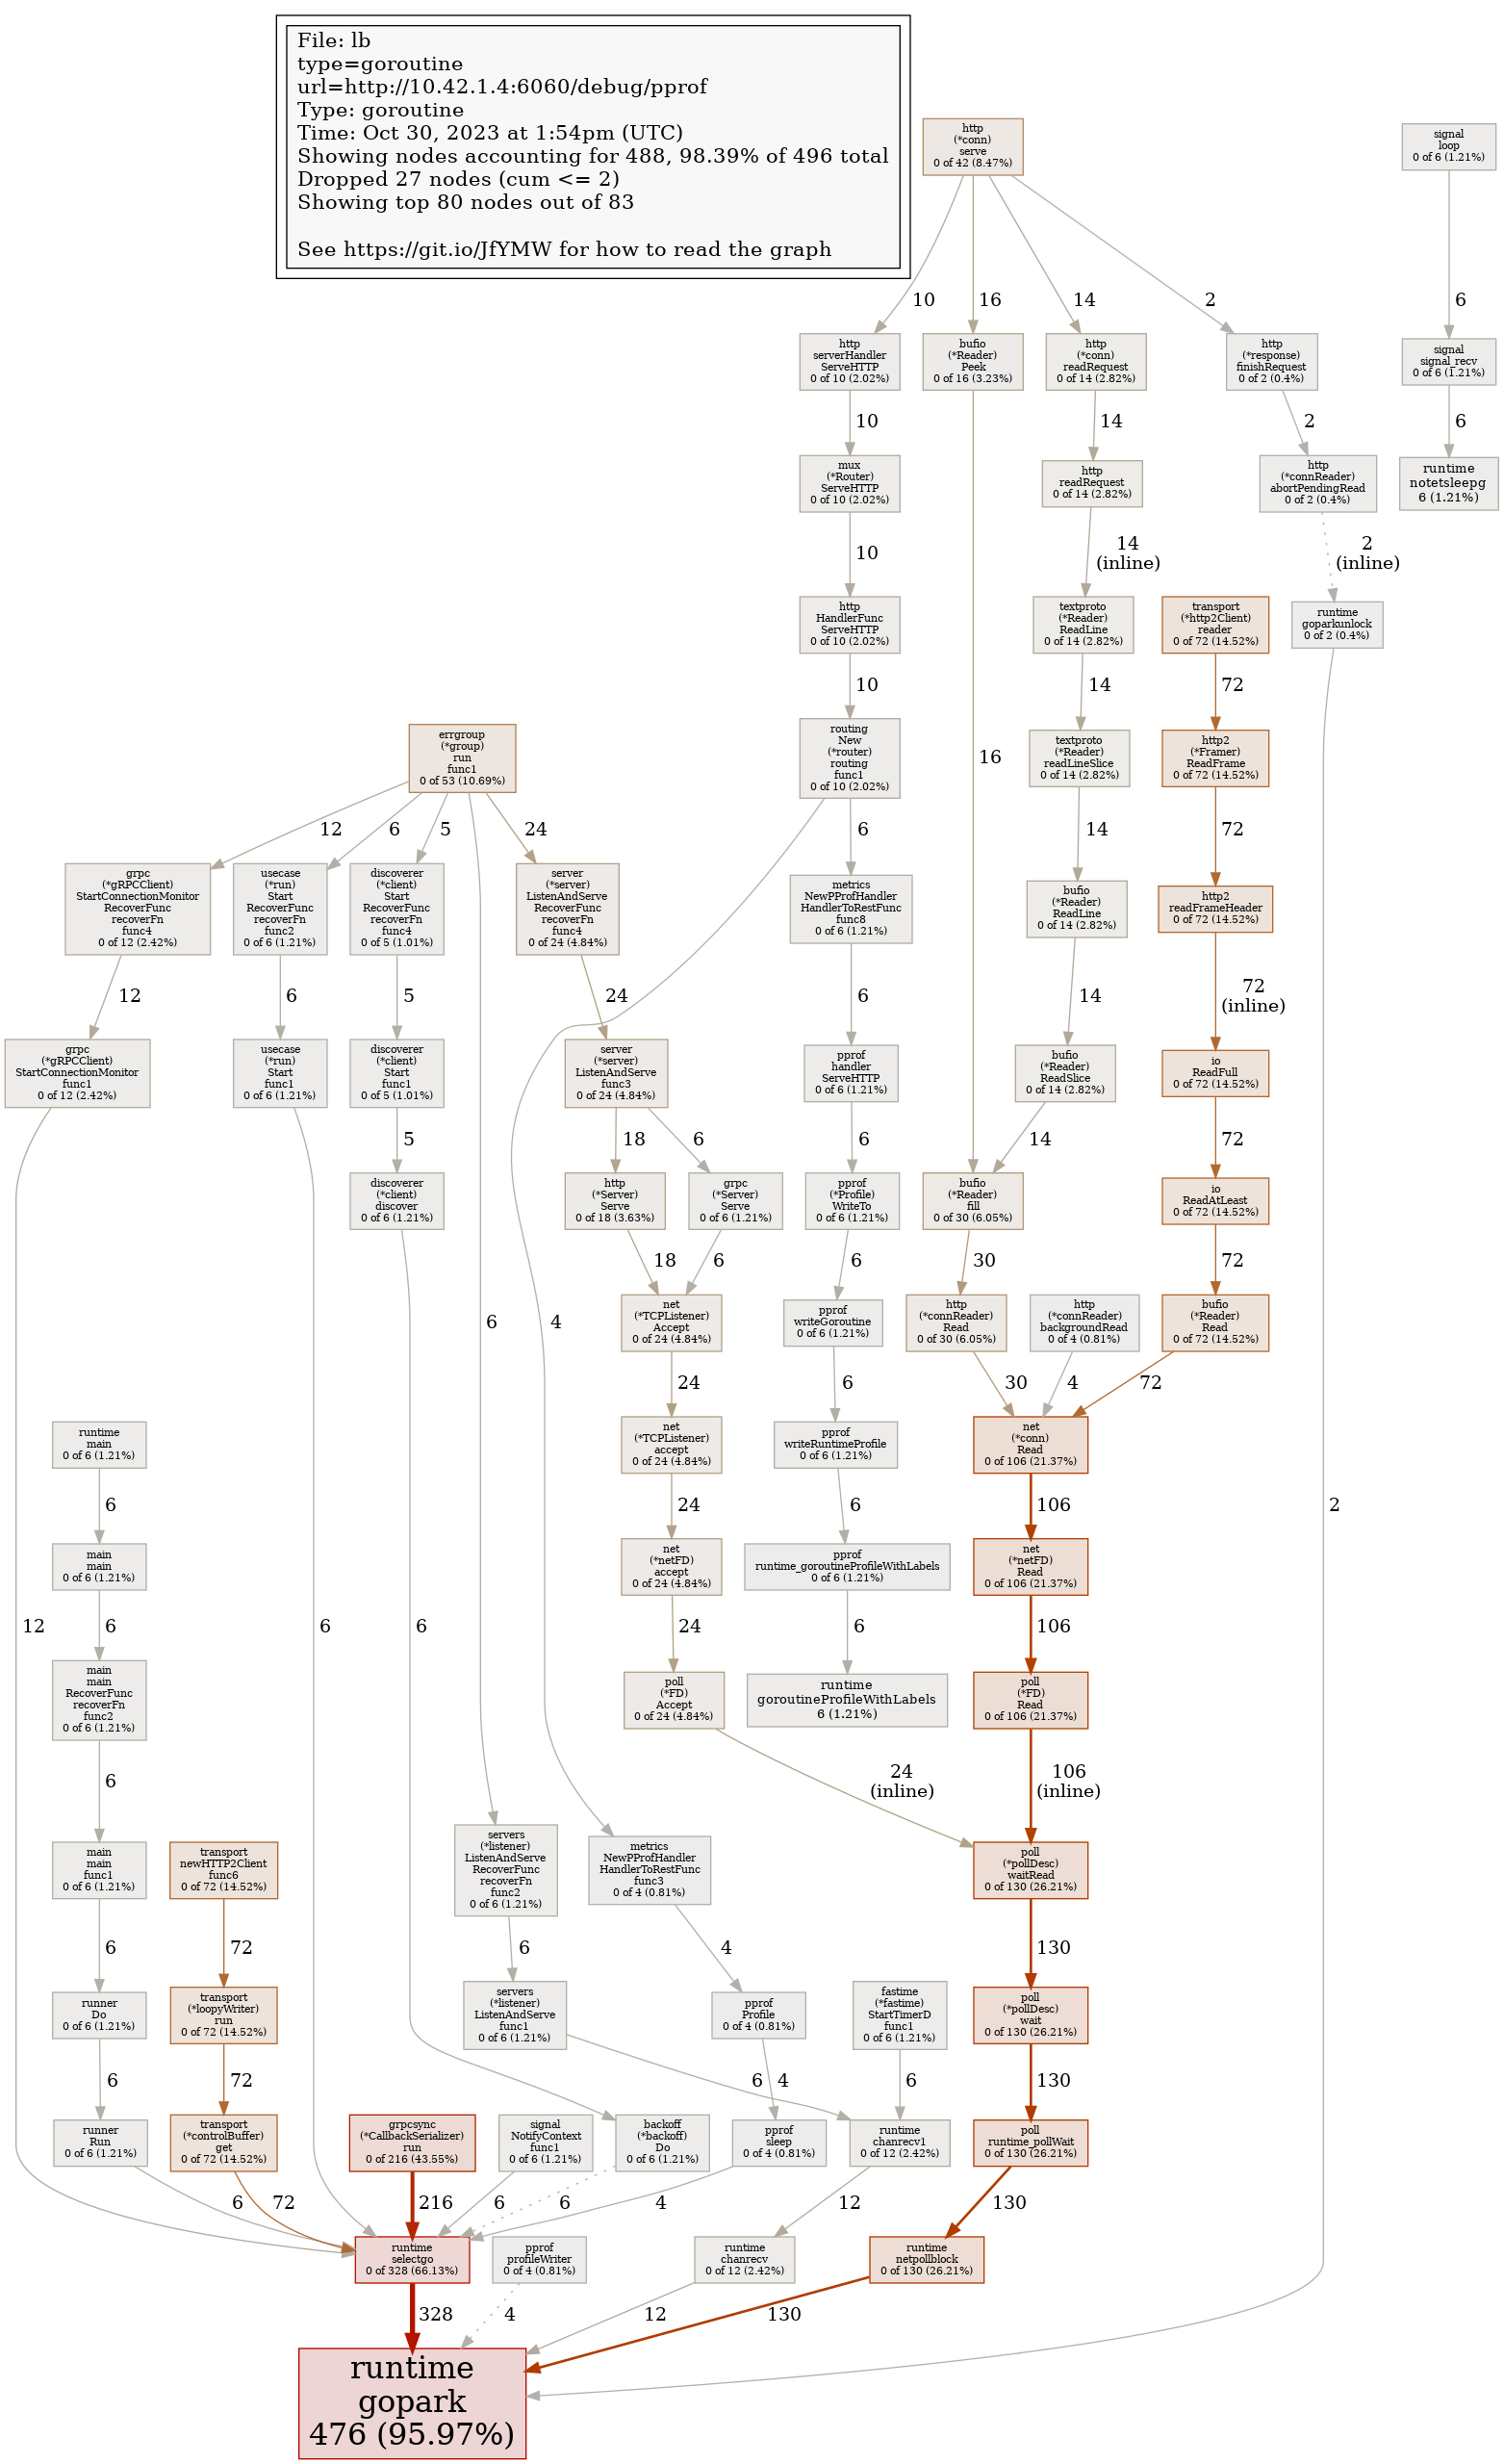 File: lb
type=goroutine
url=http://10.42.1.4:6060/debug/pprof
Type: goroutine
Time: Oct 30, 2023 at 1:54pm (UTC)
Showing nodes accounting for 488, 98.39% of 496 total
Dropped 27 nodes (cum <= 2)
Showing top 80 nodes out of 83
See https://git.io/JfYMW for how to read the graph
http
(*conn)
serve
0 of 42 (8.47%)
signal
loop
0 of 6 (1.21%)
10
16
14
2
6
http
serverHandler
ServeHTTP
0 of 10 (2.02%)
bufio
(*Reader)
Peek
0 of 16 (3.23%)
http
(*conn)
readRequest
0 of 14 (2.82%)
http
(*response)
finishRequest
0 of 2 (0.4%)
signal
signal_recv
0 of 6 (1.21%)
10
14
2
6
mux
(*Router)
ServeHTTP
0 of 10 (2.02%)
http
readRequest
0 of 14 (2.82%)
http
(*connReader)
abortPendingRead
0 of 2 (0.4%)
runtime
notetsleepg
6 (1.21%)
10
14
(inline)
2
(inline)
http
HandlerFunc
ServeHTTP
0 of 10 (2.02%)
textproto
(*Reader)
ReadLine
0 of 14 (2.82%)
transport
(*http2Client)
reader
0 of 72 (14.52%)
runtime
goparkunlock
0 of 2 (0.4%)
10
14
72
errgroup
(*group)
run
func1
0 of 53 (10.69%)
routing
New
(*router)
routing
func1
0 of 10 (2.02%)
16
textproto
(*Reader)
readLineSlice
0 of 14 (2.82%)
http2
(*Framer)
ReadFrame
0 of 72 (14.52%)
12
6
5
24
6
14
72
grpc
(*gRPCClient)
StartConnectionMonitor
RecoverFunc
recoverFn
func4
0 of 12 (2.42%)
usecase
(*run)
Start
RecoverFunc
recoverFn
func2
0 of 6 (1.21%)
discoverer
(*client)
Start
RecoverFunc
recoverFn
func4
0 of 5 (1.01%)
server
(*server)
ListenAndServe
RecoverFunc
recoverFn
func4
0 of 24 (4.84%)
metrics
NewPProfHandler
HandlerToRestFunc
func8
0 of 6 (1.21%)
bufio
(*Reader)
ReadLine
0 of 14 (2.82%)
http2
readFrameHeader
0 of 72 (14.52%)
12
6
5
24
6
14
72
(inline)
grpc
(*gRPCClient)
StartConnectionMonitor
func1
0 of 12 (2.42%)
usecase
(*run)
Start
func1
0 of 6 (1.21%)
discoverer
(*client)
Start
func1
0 of 5 (1.01%)
server
(*server)
ListenAndServe
func3
0 of 24 (4.84%)
pprof
handler
ServeHTTP
0 of 6 (1.21%)
bufio
(*Reader)
ReadSlice
0 of 14 (2.82%)
io
ReadFull
0 of 72 (14.52%)
5
18
6
6
14
72
discoverer
(*client)
discover
0 of 6 (1.21%)
http
(*Server)
Serve
0 of 18 (3.63%)
grpc
(*Server)
Serve
0 of 6 (1.21%)
pprof
(*Profile)
WriteTo
0 of 6 (1.21%)
bufio
(*Reader)
fill
0 of 30 (6.05%)
io
ReadAtLeast
0 of 72 (14.52%)
18
6
6
30
72
6
4
net
(*TCPListener)
Accept
0 of 24 (4.84%)
pprof
writeGoroutine
0 of 6 (1.21%)
http
(*connReader)
Read
0 of 30 (6.05%)
http
(*connReader)
backgroundRead
0 of 4 (0.81%)
bufio
(*Reader)
Read
0 of 72 (14.52%)
24
6
30
4
72
runtime
main
0 of 6 (1.21%)
net
(*TCPListener)
accept
0 of 24 (4.84%)
pprof
writeRuntimeProfile
0 of 6 (1.21%)
net
(*conn)
Read
0 of 106 (21.37%)
6
24
6
106
2
main
main
0 of 6 (1.21%)
net
(*netFD)
accept
0 of 24 (4.84%)
pprof
runtime_goroutineProfileWithLabels
0 of 6 (1.21%)
net
(*netFD)
Read
0 of 106 (21.37%)
12
6
6
6
24
6
106
main
main
RecoverFunc
recoverFn
func2
0 of 6 (1.21%)
poll
(*FD)
Accept
0 of 24 (4.84%)
runtime
goroutineProfileWithLabels
6 (1.21%)
poll
(*FD)
Read
0 of 106 (21.37%)
6
24
(inline)
106
(inline)
main
main
func1
0 of 6 (1.21%)
transport
newHTTP2Client
func6
0 of 72 (14.52%)
servers
(*listener)
ListenAndServe
RecoverFunc
recoverFn
func2
0 of 6 (1.21%)
metrics
NewPProfHandler
HandlerToRestFunc
func3
0 of 4 (0.81%)
poll
(*pollDesc)
waitRead
0 of 130 (26.21%)
6
72
6
4
130
runner
Do
0 of 6 (1.21%)
transport
(*loopyWriter)
run
0 of 72 (14.52%)
servers
(*listener)
ListenAndServe
func1
0 of 6 (1.21%)
pprof
Profile
0 of 4 (0.81%)
fastime
(*fastime)
StartTimerD
func1
0 of 6 (1.21%)
poll
(*pollDesc)
wait
0 of 130 (26.21%)
6
72
6
4
6
130
runner
Run
0 of 6 (1.21%)
transport
(*controlBuffer)
get
0 of 72 (14.52%)
grpcsync
(*CallbackSerializer)
run
0 of 216 (43.55%)
signal
NotifyContext
func1
0 of 6 (1.21%)
backoff
(*backoff)
Do
0 of 6 (1.21%)
pprof
sleep
0 of 4 (0.81%)
runtime
chanrecv1
0 of 12 (2.42%)
poll
runtime_pollWait
0 of 130 (26.21%)
6
72
216
6
6
4
12
130
runtime
selectgo
0 of 328 (66.13%)
pprof
profileWriter
0 of 4 (0.81%)
runtime
chanrecv
0 of 12 (2.42%)
runtime
netpollblock
0 of 130 (26.21%)
328
4
12
130
runtime
gopark
476 (95.97%)